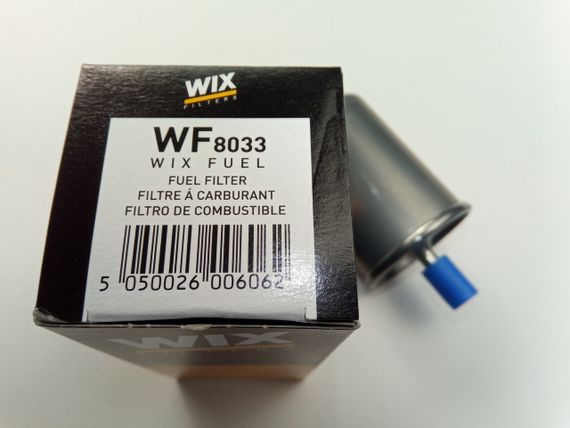 WIX
FILTERS
WF8033
WIX FUEL
FUEL FILTER
FILTRE Á CARBURANT
FILTRO DE COMBUSTIBLE
5 050026 006062
WIX